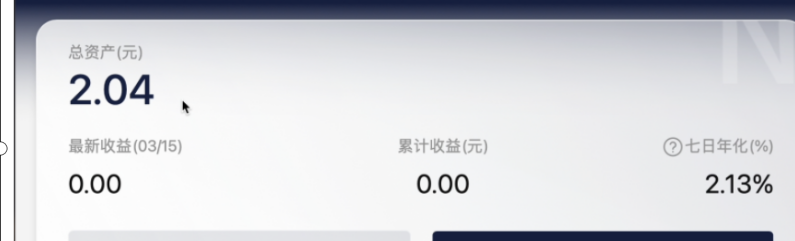 N
总资产(元)
2.04
最新收益(03/15) 累计收益(元) ?七日年化(%)
0.00 0.00 2.13%